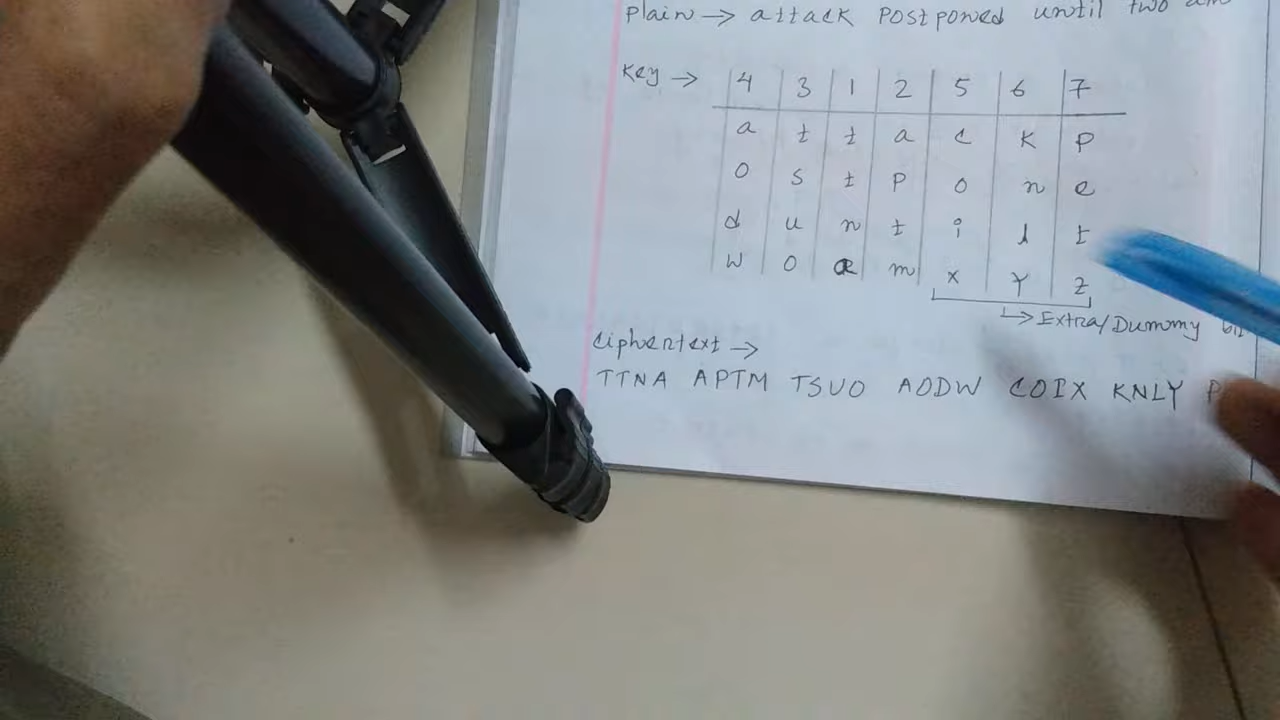 Plain → attack postponed until two am
Key → 4 3 1 2 5 6 7
a t t a c k p
o s t p o n e
d u n t i l t
w o a m x y z
↳ Extra/Dummy
ciphertext →
TTNA APTM TSUO AODW COIX KNLY P